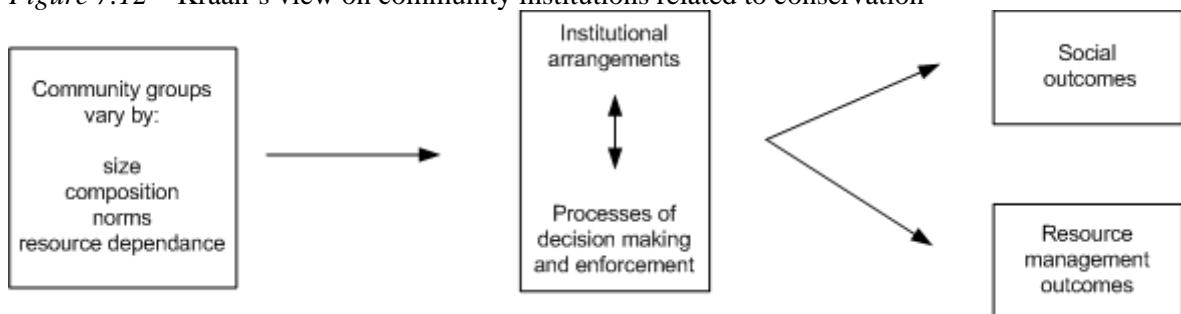 Figure 7.12 Kraan's view on community institutions related to conservation
Community groups
vary by:
size
composition
norms
resource dependance
Institutional
arrangements
Processes of
decision making
and enforcement
Social
outcomes
Resource
management
outcomes